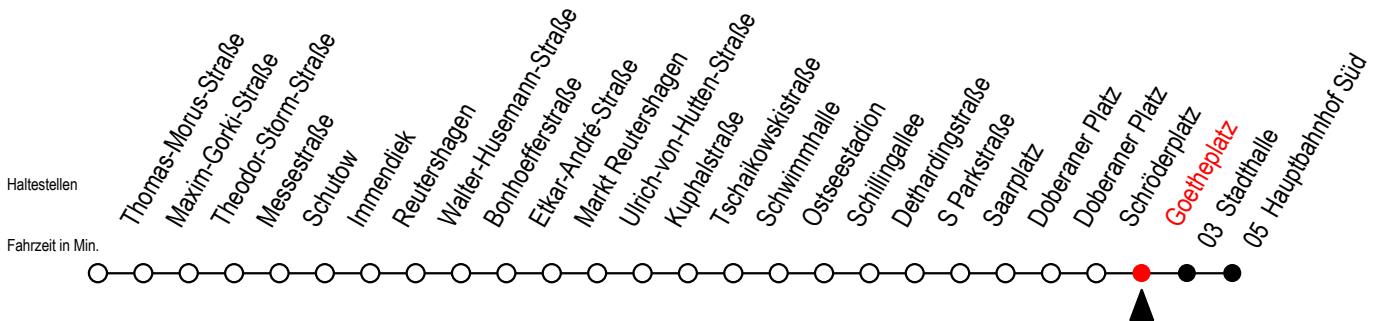 Thomas-Morus-Straße
Maxim-Gorki-Straße
Theodor-Storm-Straße
Messestraße
Schutow
Immendiek
Reutershagen
Walter-Husemann-Straße
Bonhoefferstraße
Etkar-André-Straße
Markt Reutershagen
Ulrich-von-Hutten-Straße
Kuphalstraße
Tschaikowskistraße
Schwimmhalle
Ostseestadion
Schillingallee
Dethardingstraße
S Parkstraße
Saarplatz
Doberaner Platz
Doberaner Platz
Schröderplatz
Goetheplatz
03 Stadthalle
05 Hauptbahnhof Süd
Haltestellen
Fahrzeit in Min.